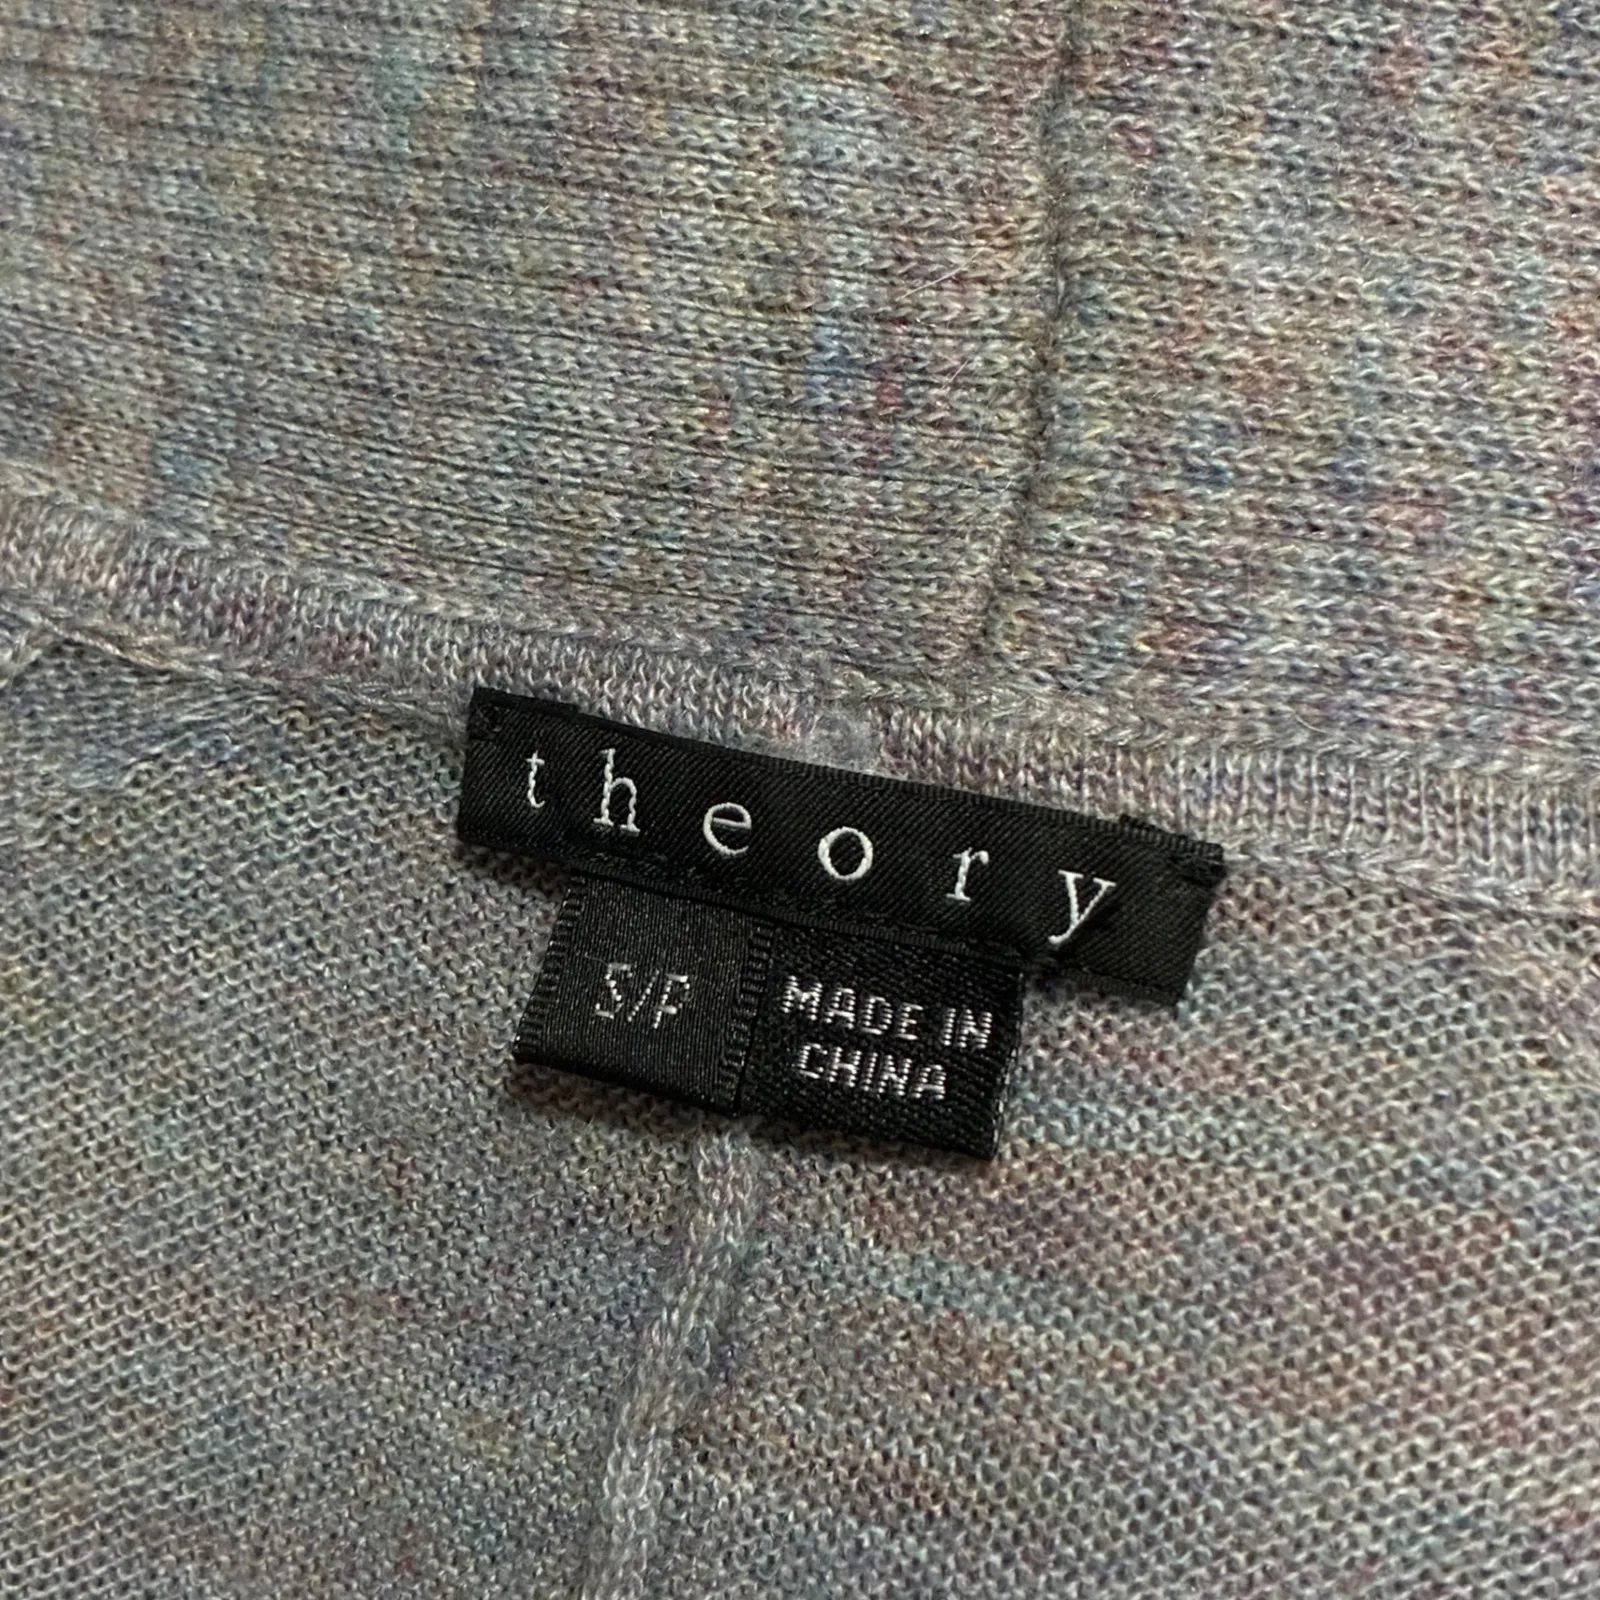 theory
S/P
MADE IN
CHINA